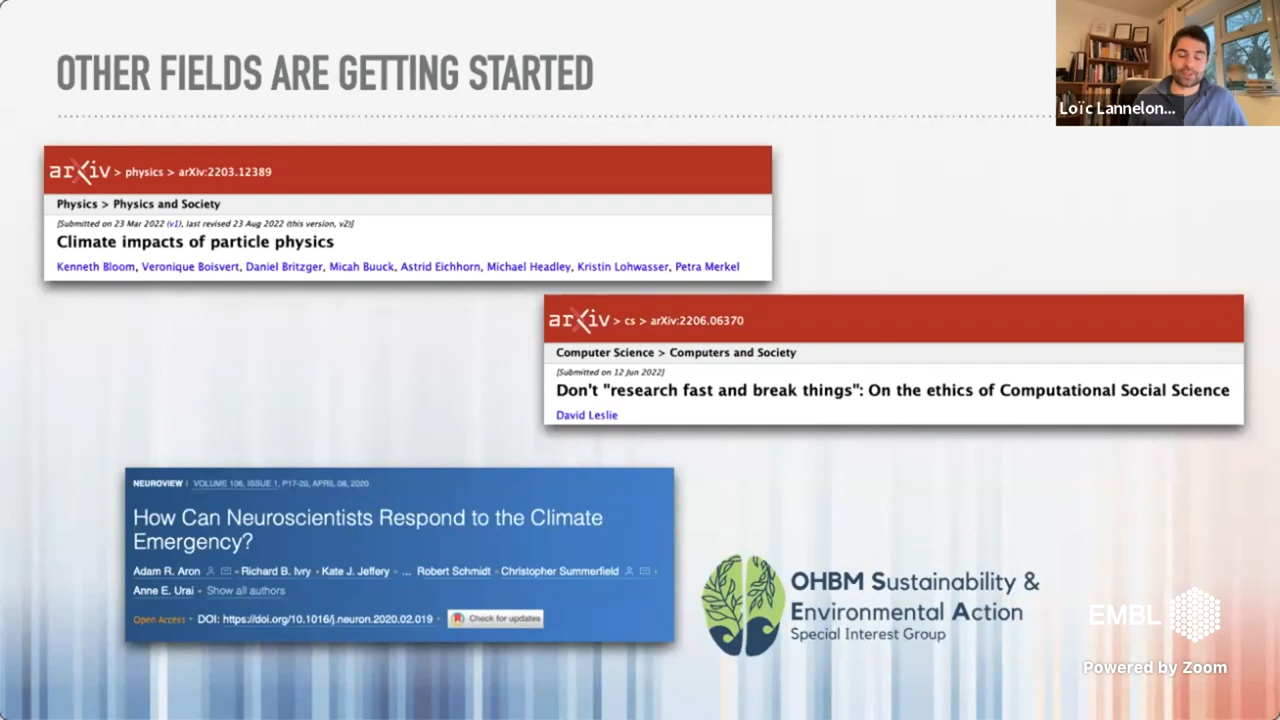 OTHER FIELDS ARE GETTING STARTED
Loïc Lannelon...
arXiv > physics > arXiv:2203.12389
Physics > Physics and Society
[Submitted on 23 Mar 2022 (v1), last revised 23 Aug 2022 (this version, v2)]
Climate impacts of particle physics
Kenneth Bloom, Veronique Boisvert, Daniel Britzger, Micah Buuck, Astrid Eichhorn, Michael Headley, Kristin Lohwasser, Petra Merkel
arXiv > cs > arXiv:2206.06370
Computer Science > Computers and Society
[Submitted on 12 Jun 2022]
Don't "research fast and break things": On the ethics of Computational Social Science
David Leslie
NEUROVIEW | VOLUME 106, ISSUE 1, P17-20, APRIL 08, 2020
How Can Neuroscientists Respond to the Climate
Emergency?
Adam R. Aron • Richard B. Ivry • Kate J. Jeffery • ... Robert Schmidt • Christopher Summerfield •
Anne E. Urai • Show all authors
Open Access • DOI: https://doi.org/10.1016/j.neuron.2020.02.019 • Check for updates
OHBM Sustainability &
Environmental Action
Special Interest Group
EMBL
Powered by Zoom